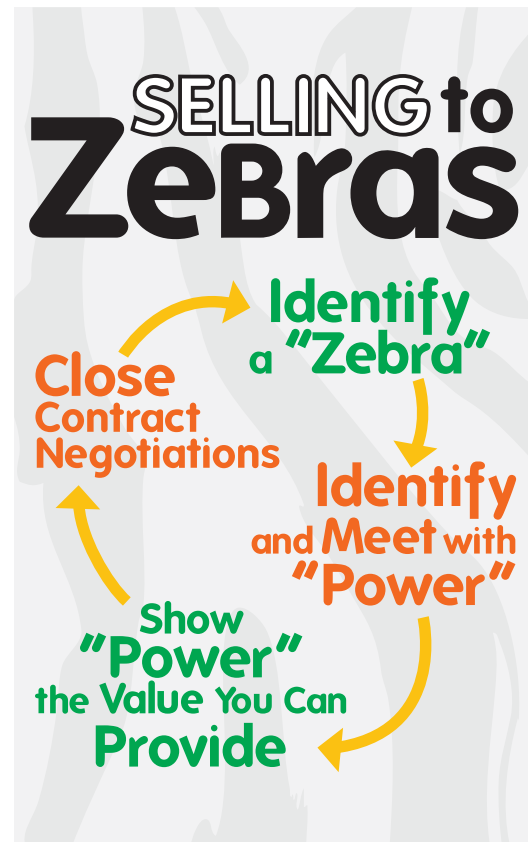 SELLING to
ZeBras
Identify
a "Zebra"
Identify
and Meet with
"Power"
Show
"Power"
the Value You Can
Provide
Close
Contract
Negotiations